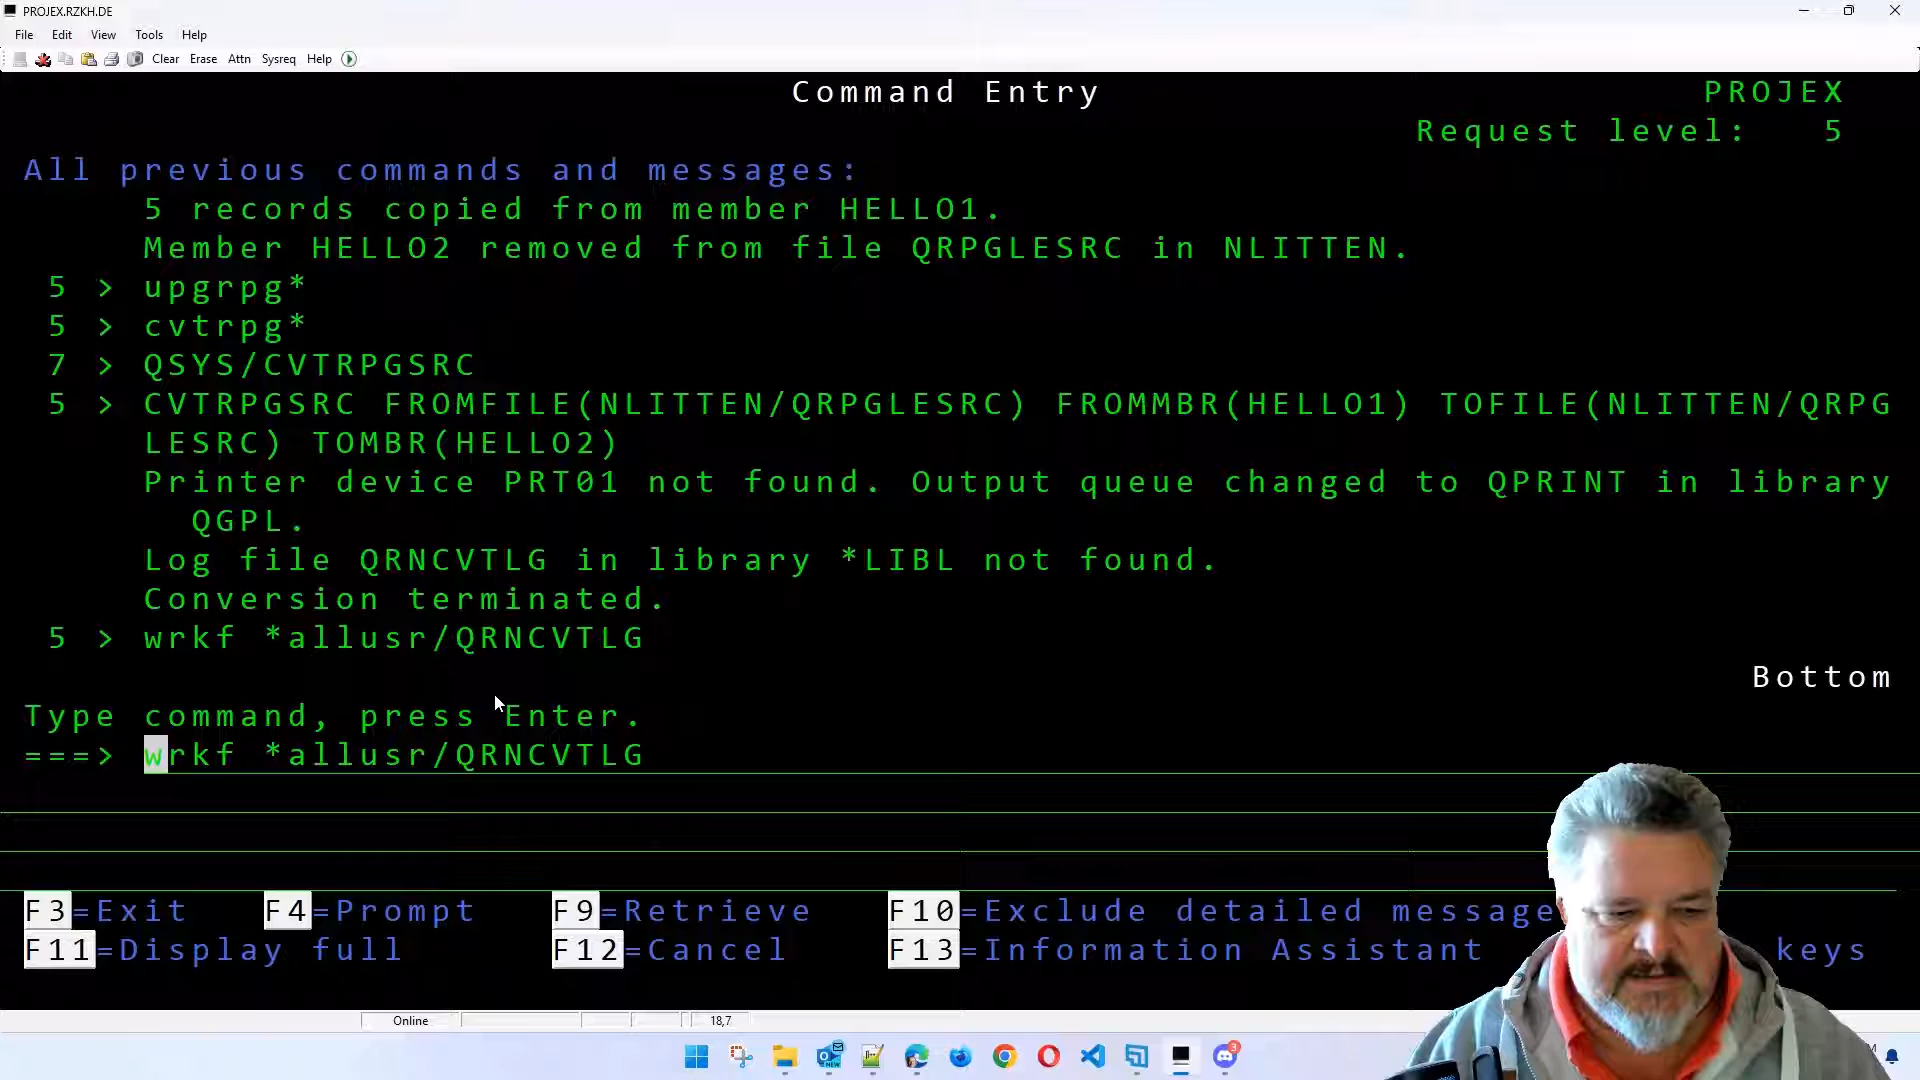 PROJEX.RZKH.DE
File Edit View Tools Help
Clear Erase Attn Sysreq Help
Command Entry PROJEX
Request level: 5
All previous commands and messages:
5 records copied from member HELLO1.
Member HELLO2 removed from file QRPGLESRC in NLITTEN.
5 > upgrpg*
5 > cvtrpg*
7 > QSYS/CVTRPGSRC
5 > CVTRPGSRC FROMFILE(NLITTEN/QRPGLESRC) FROMMBR(HELLO1) TOFILE(NLITTEN/QRPG
LESRC) TOMBR(HELLO2)
Printer device PRT01 not found. Output queue changed to QPRINT in library
QGPL.
Log file QRNCVTLG in library *LIBL not found.
Conversion terminated.
5 > wrkf *allusr/QRNCVTLG
Bottom
Type command, press Enter.
===> wrkf *allusr/QRNCVTLG
F3=Exit F4=Prompt F9=Retrieve F10=Exclude detailed message
F11=Display full F12=Cancel F13=Information Assistant keys
Online 18,7
NEW 3